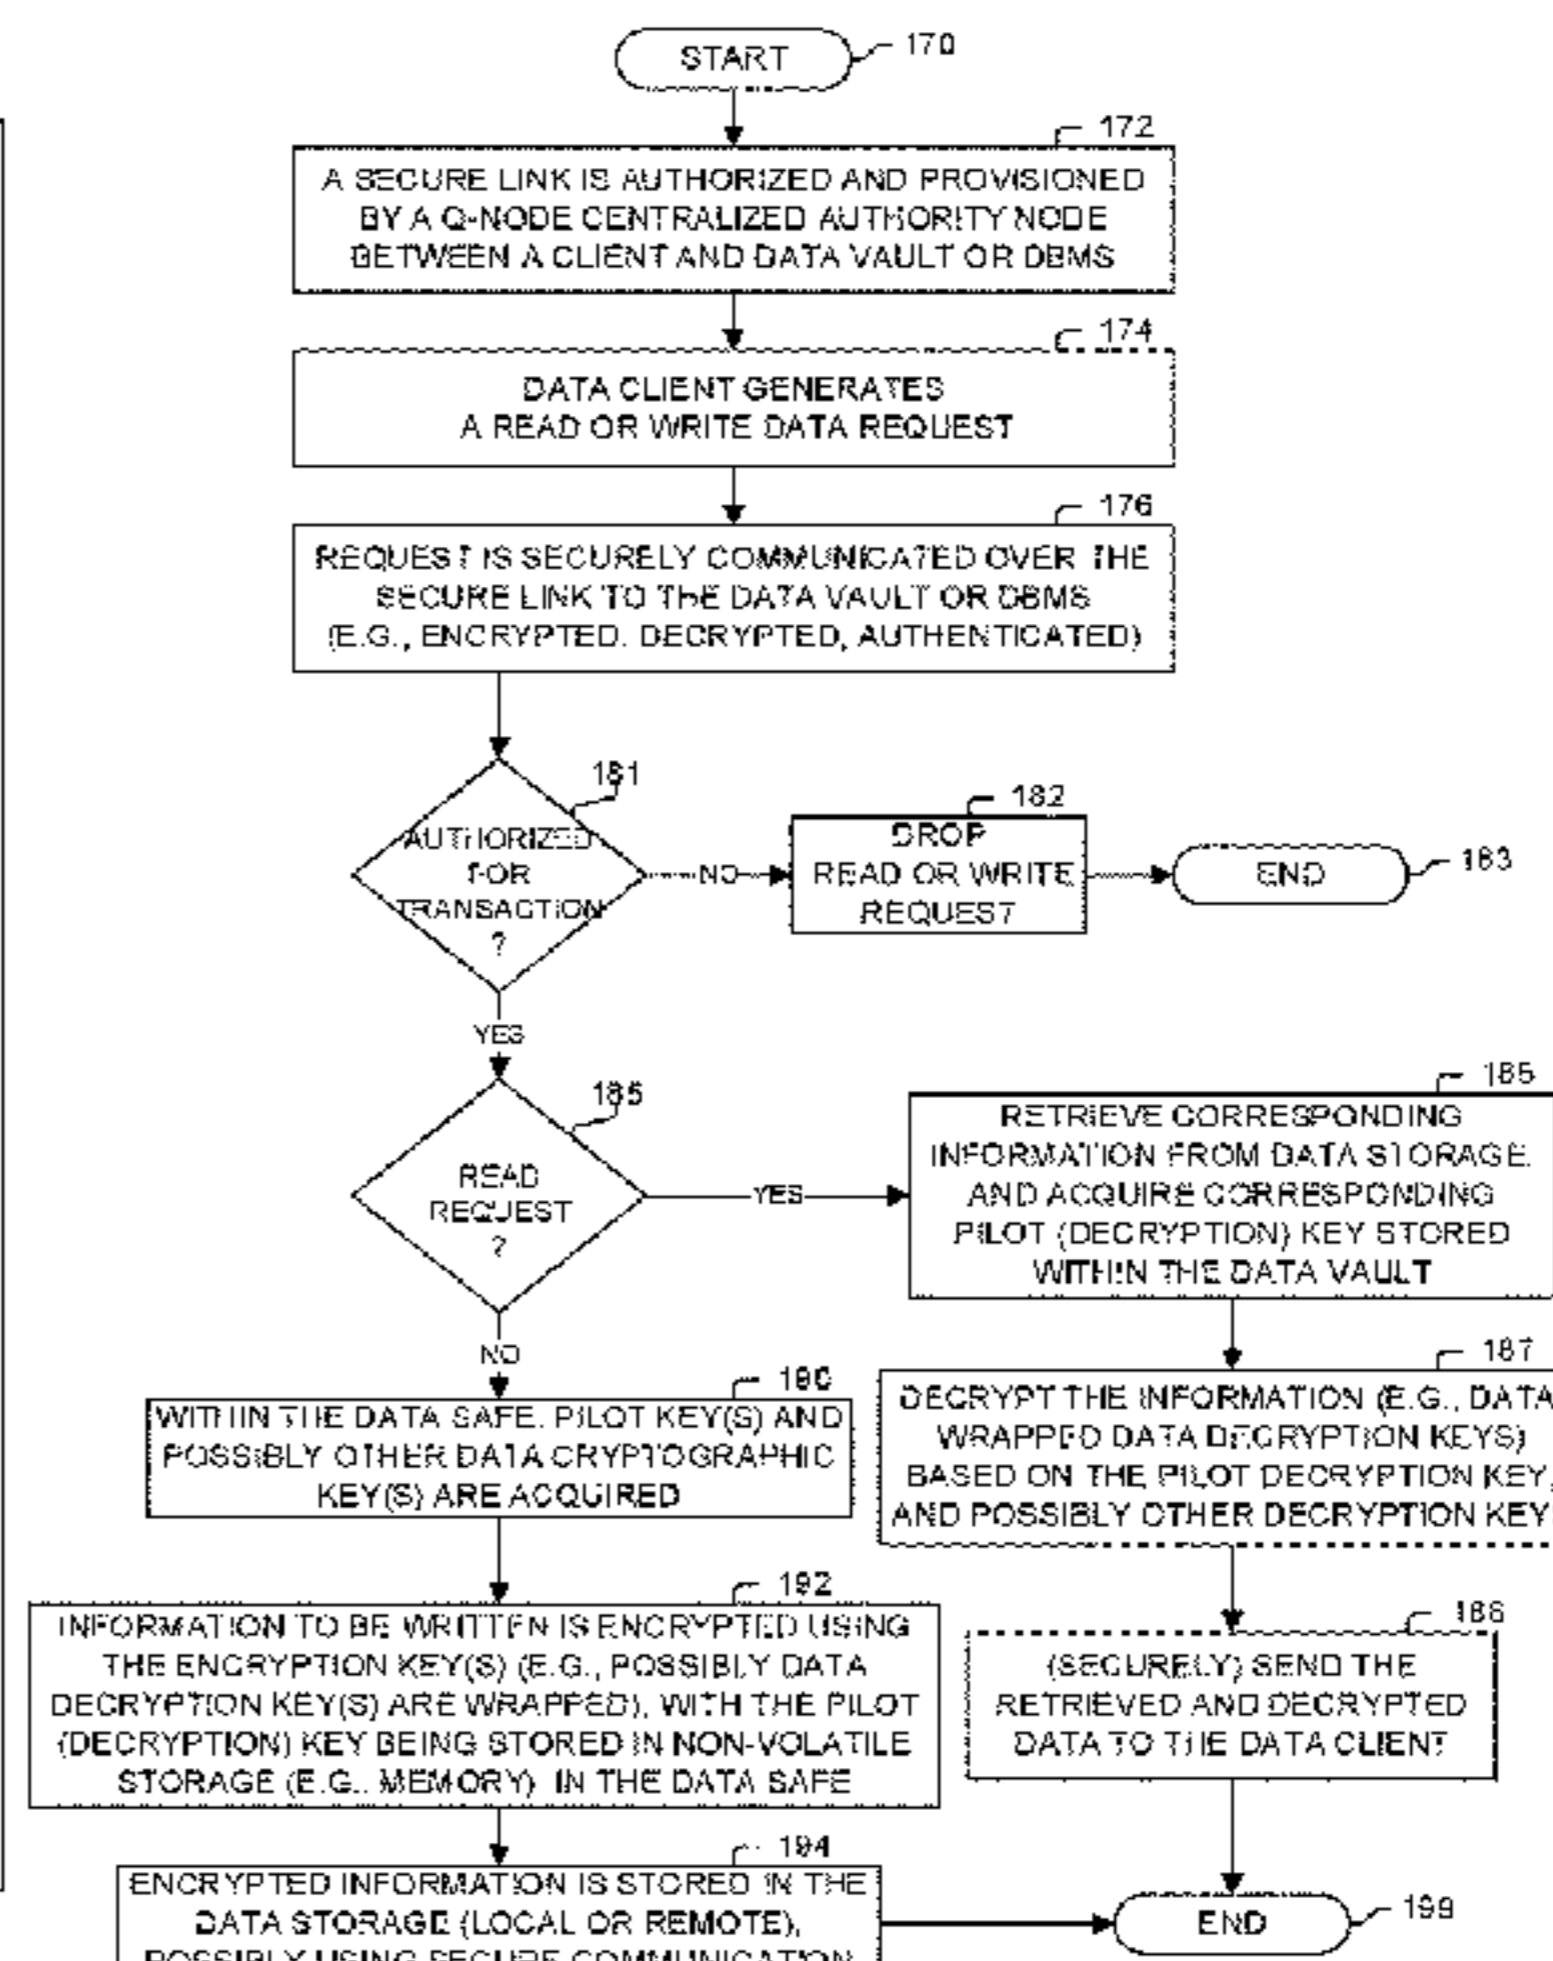 START
170
172
A SECURE LINK IS AUTHORIZED AND PROVISIONED
BY A Q-NODE CENTRALIZED AUTHORITY NODE
BETWEEN A CLIENT AND DATA VAULT OR DBMS
174
DATA CLIENT GENERATES
A READ OR WRITE DATA REQUEST
176
REQUEST IS SECURELY COMMUNICATED OVER THE
SECURE LINK TO THE DATA VAULT OR DBMS
(E.G., ENCRYPTED. DECRYPTED, AUTHENTICATED)
181
AUTHORIZED
FOR
TRANSACTION
?
NO
182
DROP
READ OR WRITE
REQUEST
END
183
YES
185
READ
REQUEST
?
YES
185
RETRIEVE CORRESPONDING
INFORMATION FROM DATA STORAGE.
AND ACQUIRE CORRESPONDING
PILOT (DECRYPTION) KEY STORED
WITHIN THE DATA VAULT
NO
190
WITHIN THE DATA SAFE. PILOT KEY(S) AND
POSSIBLY OTHER DATA CRYPTOGRAPHIC
KEY(S) ARE ACQUIRED
187
DECRYPT THE INFORMATION (E.G., DATA
WRAPPED DATA DECRYPTION KEYS)
BASED ON THE PILOT DECRYPTION KEY,
AND POSSIBLY OTHER DECRYPTION KEY
192
INFORMATION TO BE WRITTEN IS ENCRYPTED USING
THE ENCRYPTION KEY(S) (E.G., POSSIBLY DATA
DECRYPTION KEY(S) ARE WRAPPED), WITH THE PILOT
(DECRYPTION) KEY BEING STORED IN NON-VOLATILE
STORAGE (E.G.. MEMORY) IN THE DATA SAFE
188
(SECURELY) SEND THE
RETRIEVED AND DECRYPTED
DATA TO THE DATA CLIENT
194
ENCRYPTED INFORMATION IS STORED IN THE
DATA STORAGE (LOCAL OR REMOTE),
POSSIBLY USING SECURE COMMUNICATION
END
199